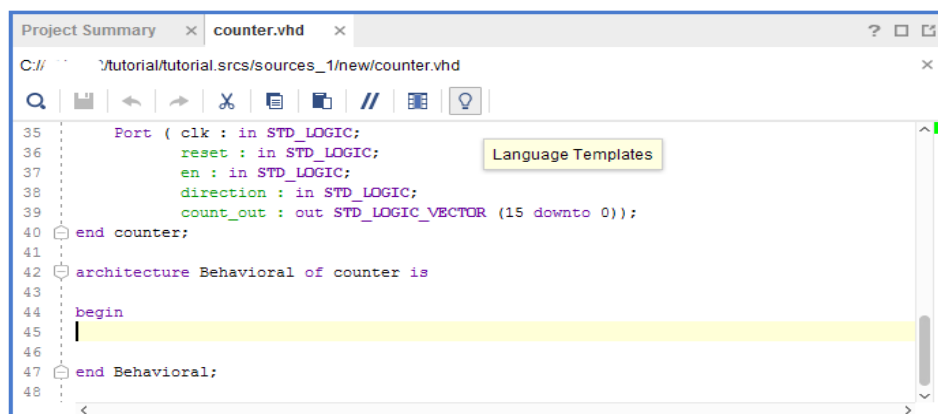 Project Summary × counter.vhd × ?
C:// /tutorial/tutorial.srcs/sources_1/new/counter.vhd ×
//
Language Templates
35 Port ( clk : in STD_LOGIC;
36 reset : in STD_LOGIC;
37 en : in STD_LOGIC;
38 direction : in STD_LOGIC;
39 count_out : out STD_LOGIC_VECTOR (15 downto 0));
40 end counter;
41
42 architecture Behavioral of counter is
43
44 begin
45
46
47 end Behavioral;
48